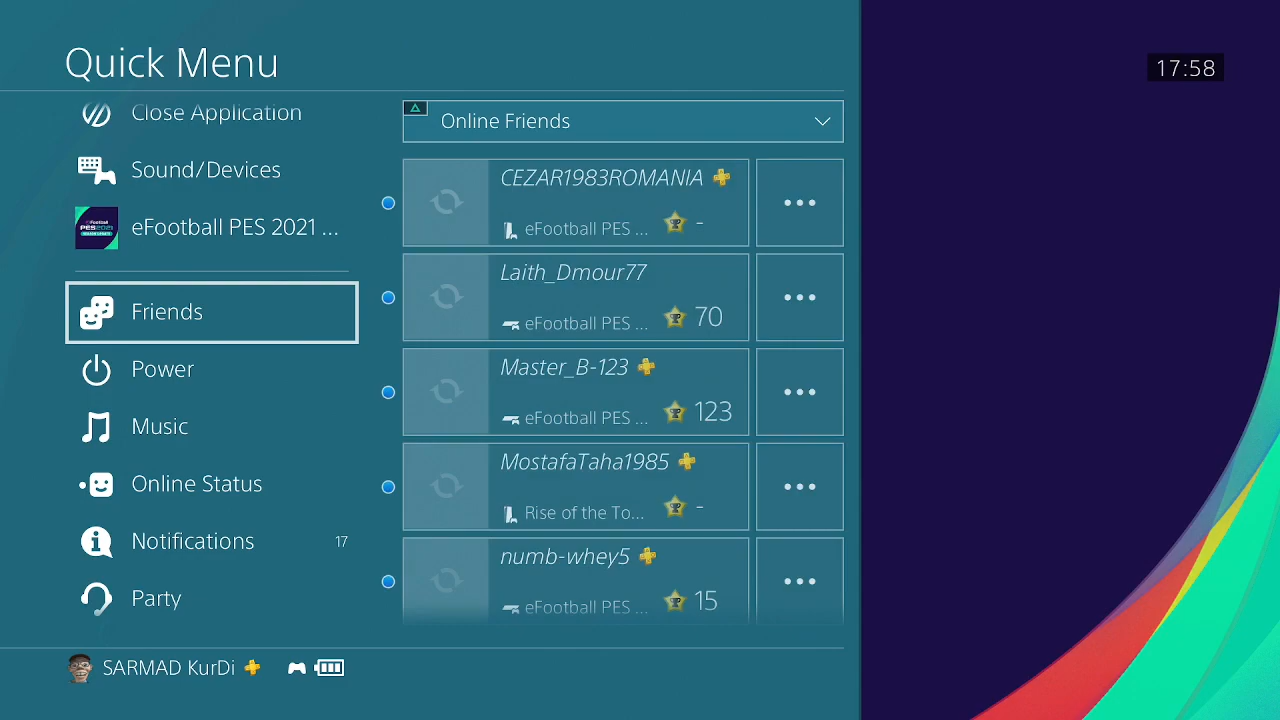 Quick Menu
17:58
Close Application
Sound/Devices
eFootball PES 2021 ...
Friends
Power
Music
Online Status
Notifications 17
Party
Online Friends
CEZAR1983ROMANIA
eFootball PES ... -
Laith_Dmour77
eFootball PES ... 70
Master_B-123
eFootball PES ... 123
MostafaTaha1985
Rise of the To... -
numb-whey5
eFootball PES ... 15
SARMAD KurDi